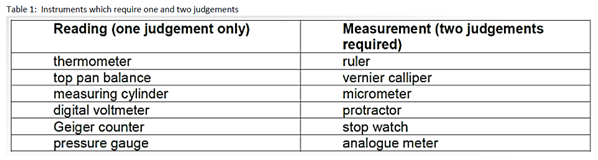 Table 1: Instruments which require one and two judgements
Reading (one judgement only) Measurement (two judgements
required)
thermometer ruler
top pan balance vernier calliper
measuring cylinder micrometer
digital voltmeter protractor
Geiger counter stop watch
pressure gauge analogue meter